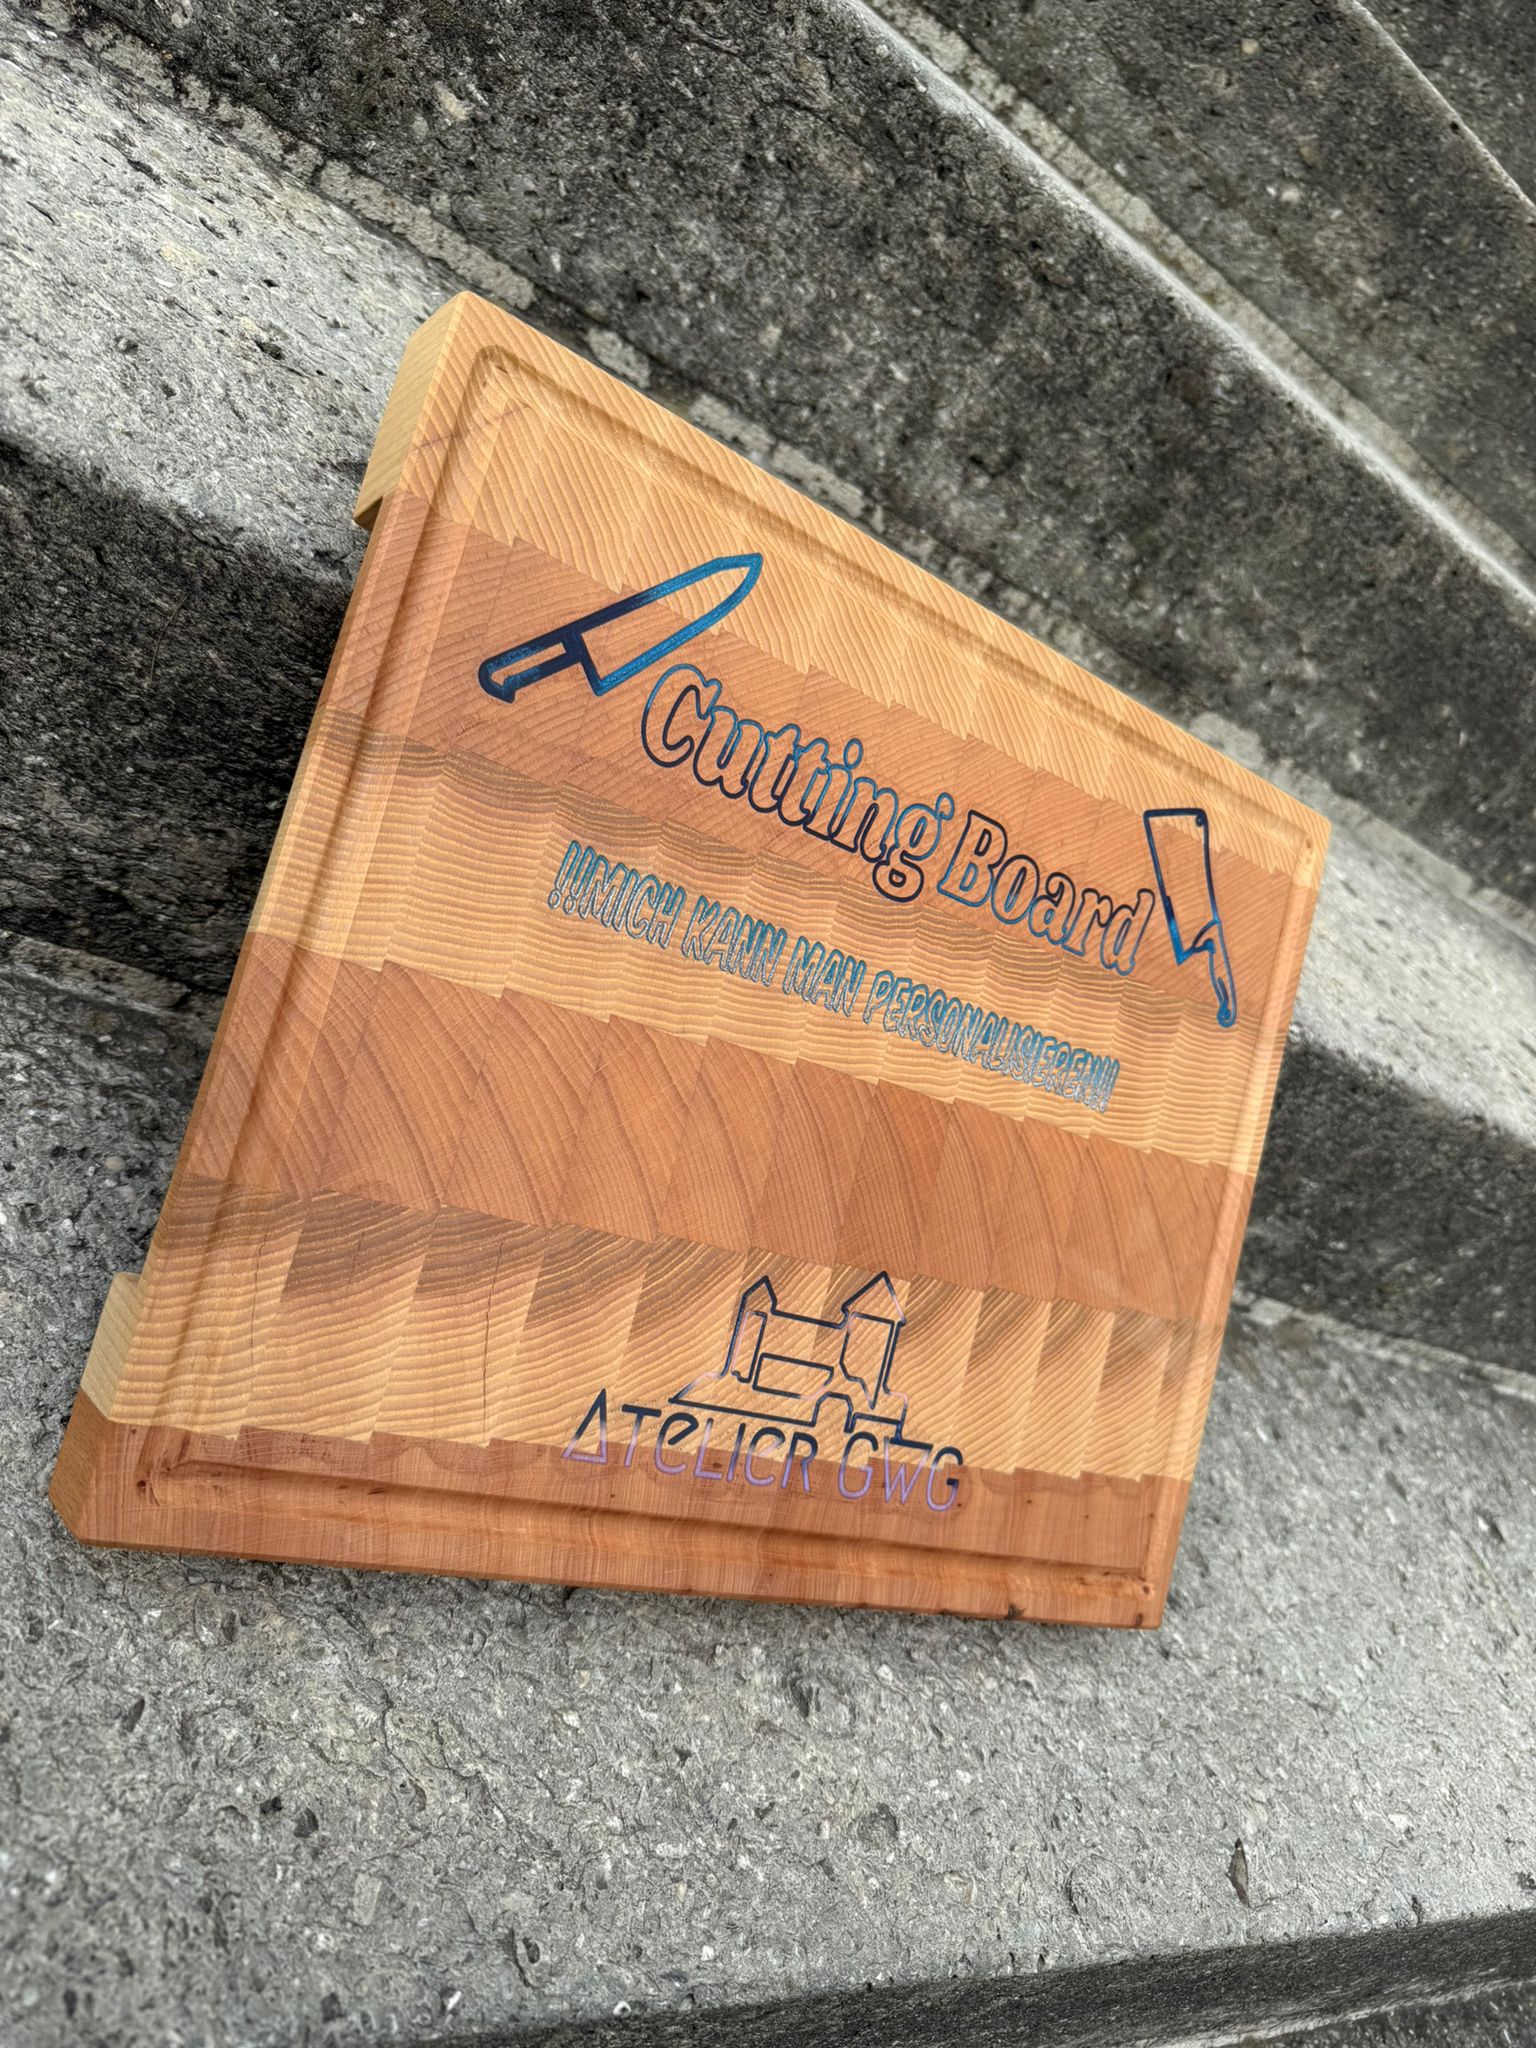 Cutting Board
!!MICH KANN MAN PERSONALISIEREN!!
ATELIER GWG